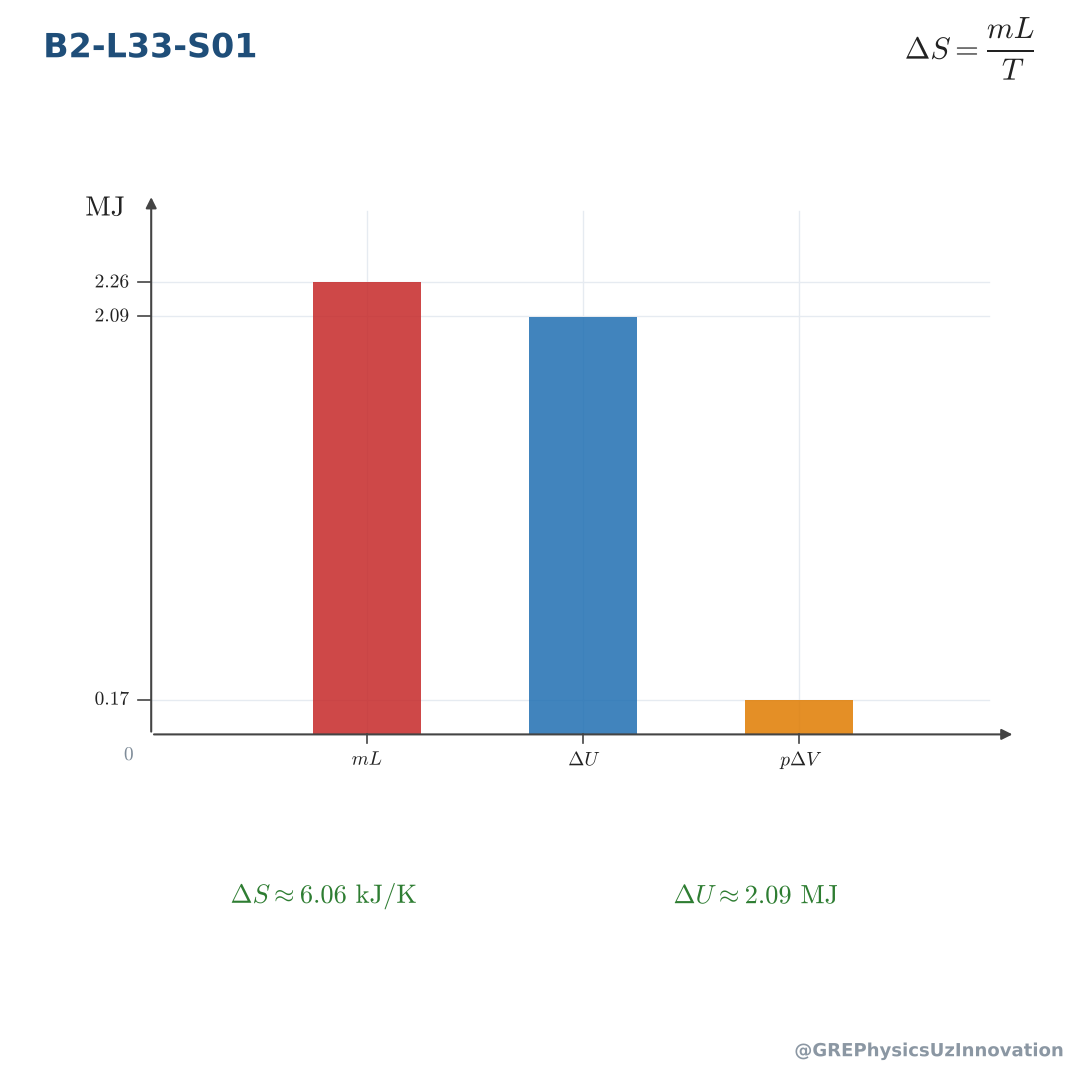 B2-L33-S01
ΔS = mL/T
MJ
2.26
2.09
0.17
0
mL
ΔU
pΔV
ΔS ≈ 6.06 kJ/K
ΔU ≈ 2.09 MJ
@GREPhysicsUzInnovation